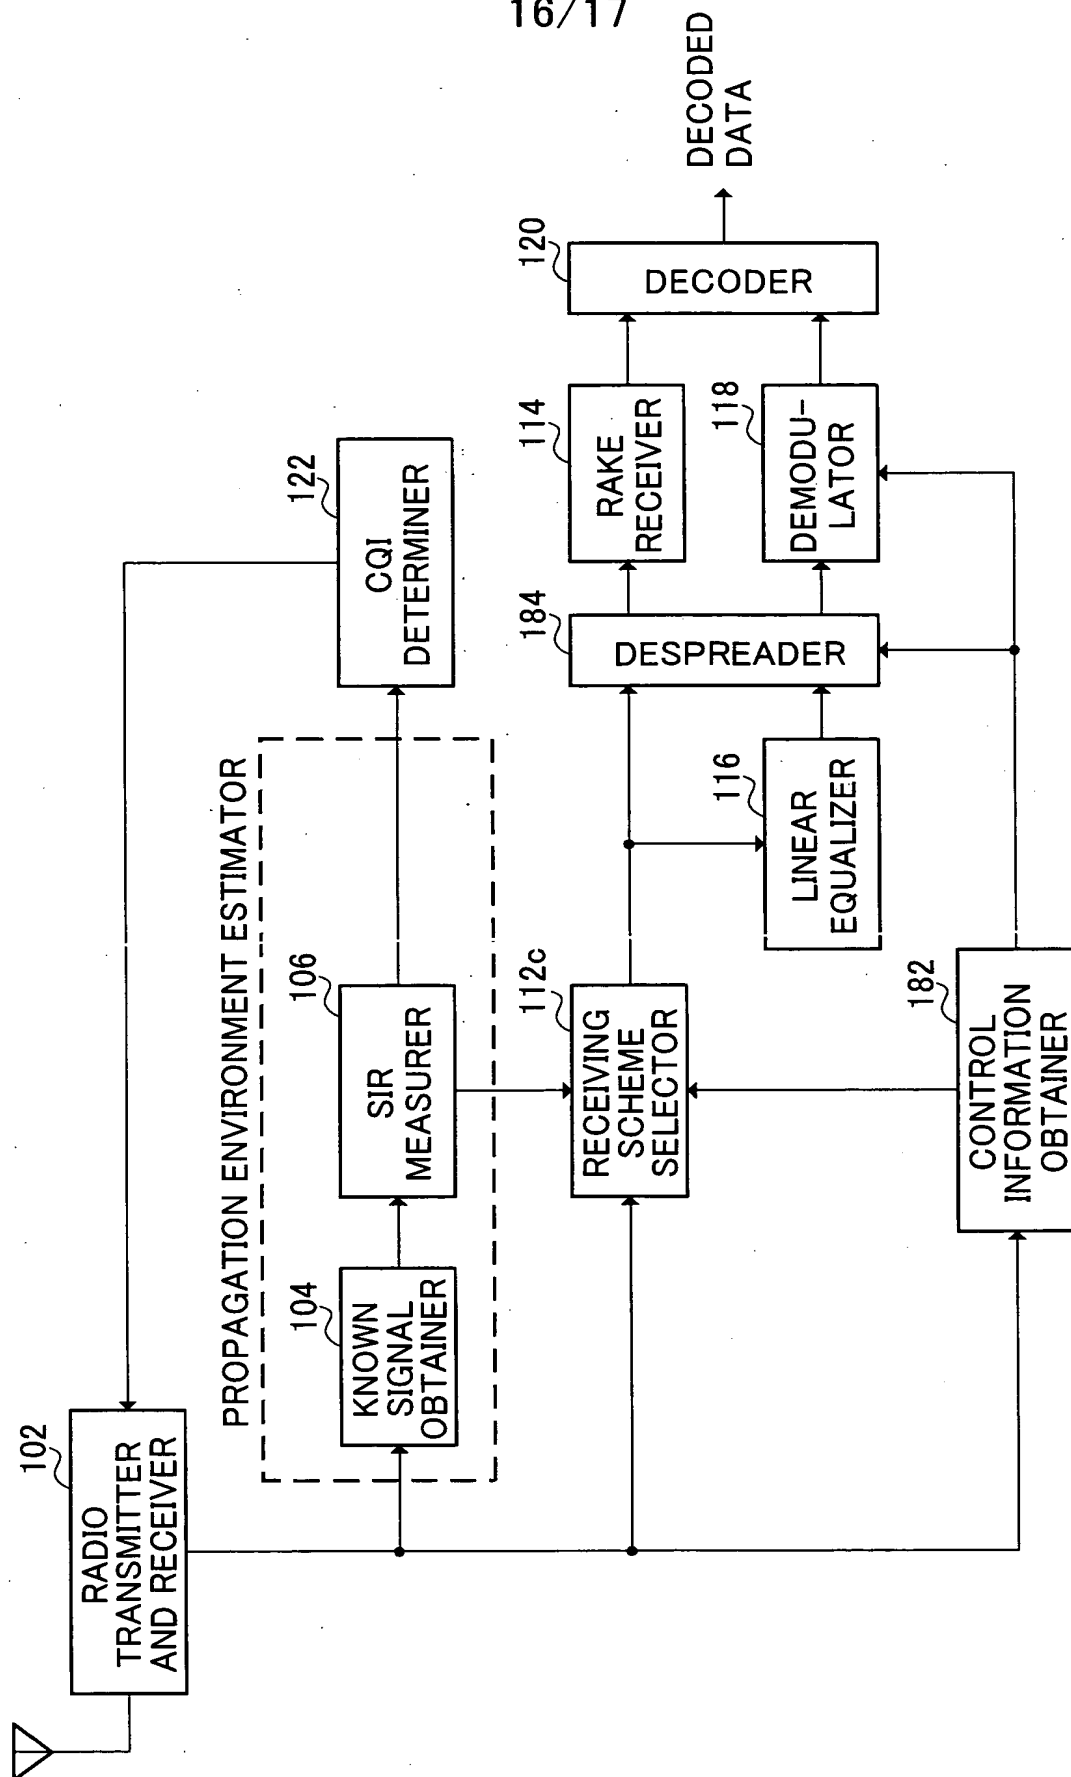 16/17
102
RADIO
TRANSMITTER
AND RECEIVER
PROPAGATION ENVIRONMENT ESTIMATOR
104
KNOWN
SIGNAL
OBTAINER
106
SIR
MEASURER
122
CQI
DETERMINER
112c
RECEIVING
SCHEME
SELECTOR
116
LINEAR
EQUALIZER
184
DESPREADER
114
RAKE
RECEIVER
118
DEMODU-
LATOR
120
DECODER
DECODED
DATA
182
CONTROL
INFORMATION
OBTAINER